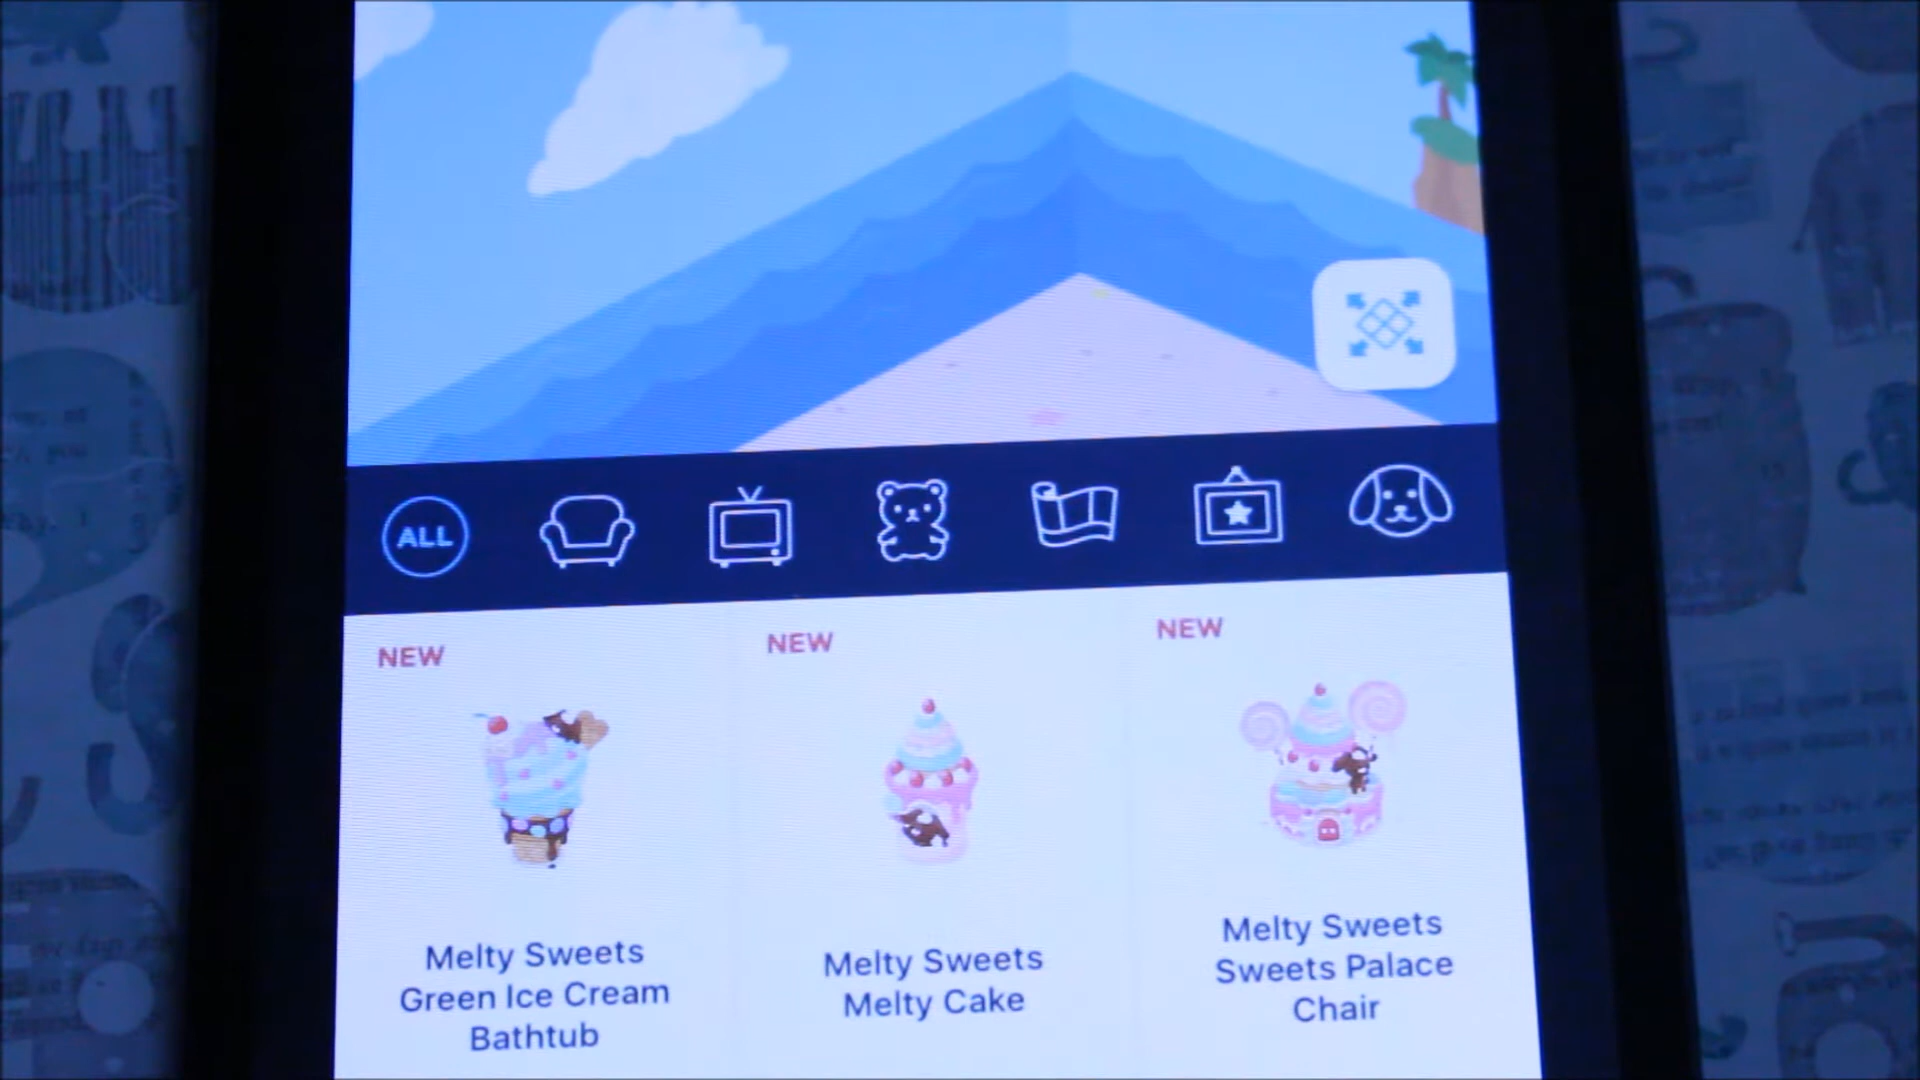 ALL
NEW
NEW
NEW
Melty Sweets
Green Ice Cream
Bathtub
Melty Sweets
Melty Cake
Melty Sweets
Sweets Palace
Chair